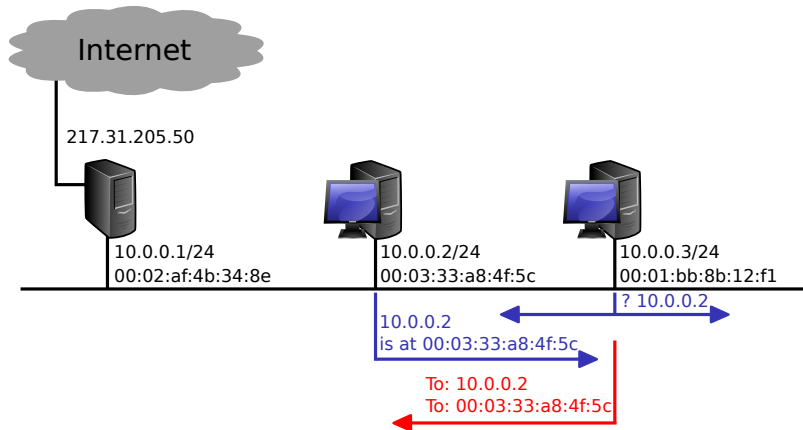 Internet
217.31.205.50
10.0.0.1/24
00:02:af:4b:34:8e
10.0.0.2/24
00:03:33:a8:4f:5c
10.0.0.3/24
00:01:bb:8b:12:f1
? 10.0.0.2
10.0.0.2
is at 00:03:33:a8:4f:5c
To: 10.0.0.2
To: 00:03:33:a8:4f:5c